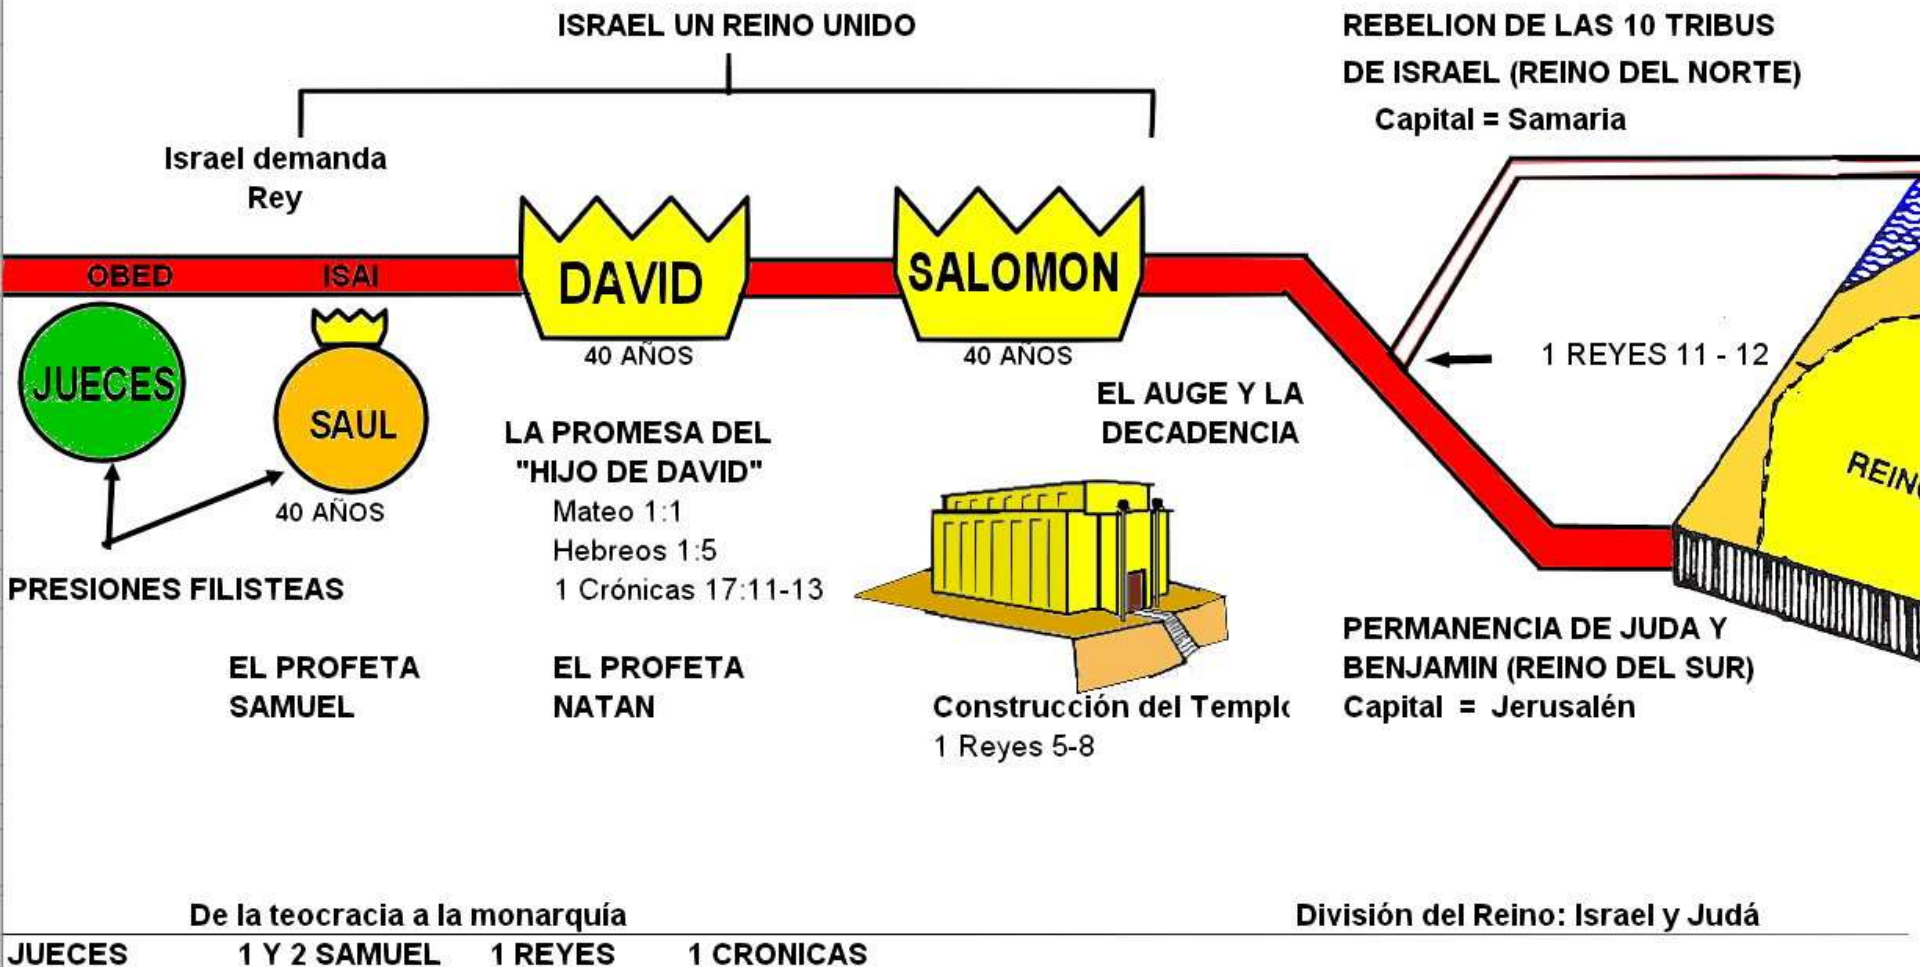 ISRAEL UN REINO UNIDO
REBELION DE LAS 10 TRIBUS
DE ISRAEL (REINO DEL NORTE)
Capital = Samaria
Israel demanda
Rey
OBED
ISAI
DAVID
SALOMON
JUECES
SAUL
40 AÑOS
40 AÑOS
40 AÑOS
1 REYES 11 - 12
EL AUGE Y LA
DECADENCIA
LA PROMESA DEL
"HIJO DE DAVID"
Mateo 1:1
Hebreos 1:5
1 Crónicas 17:11-13
PRESIONES FILISTEAS
EL PROFETA
SAMUEL
EL PROFETA
NATAN
Construcción del Templo
1 Reyes 5-8
PERMANENCIA DE JUDA Y
BENJAMIN (REINO DEL SUR)
Capital = Jerusalén
De la teocracia a la monarquía
División del Reino: Israel y Judá
JUECES 1 Y 2 SAMUEL 1 REYES 1 CRONICAS